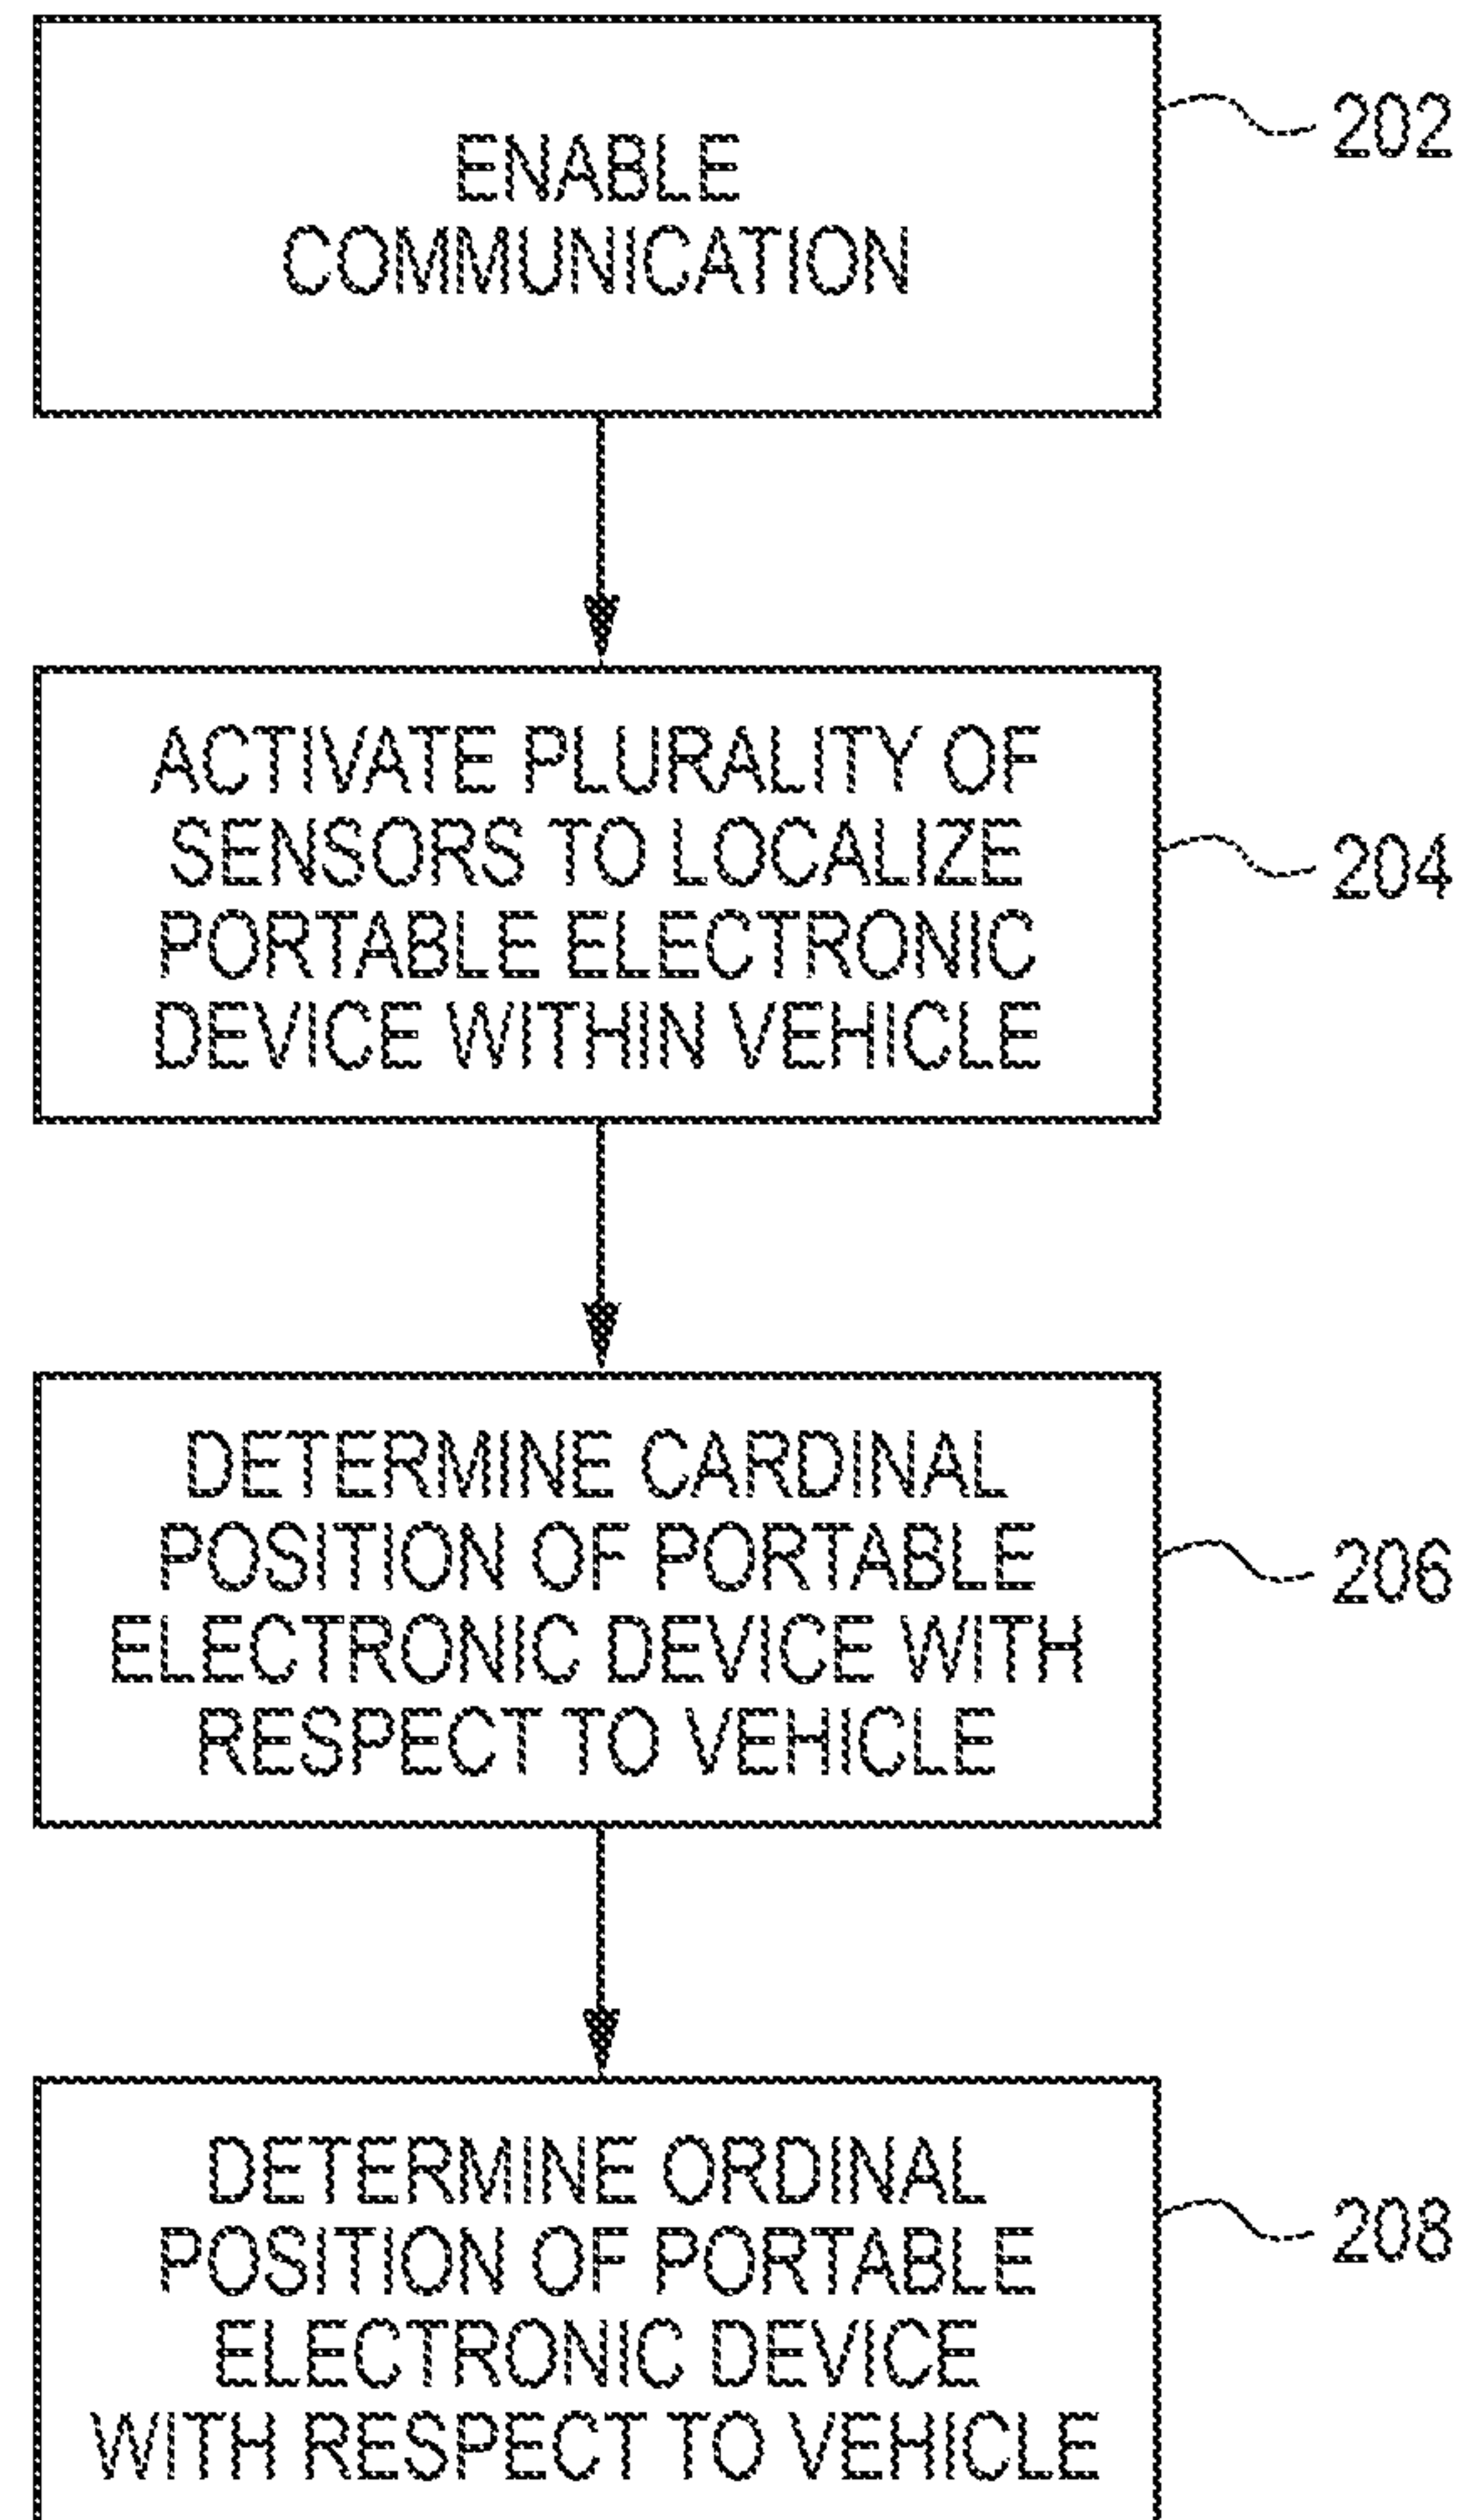 ENABLE
COMMUNICATION
202
ACTIVATE PLURALITY OF
SENSORS TO LOCALIZE
PORTABLE ELECTRONIC
DEVICE WITHIN VEHICLE
204
DETERMINE CARDINAL
POSITION OF PORTABLE
ELECTRONIC DEVICE WITH
RESPECT TO VEHICLE
206
DETERMINE ORDINAL
POSITION OF PORTABLE
ELECTRONIC DEVICE
WITH RESPECT TO VEHICLE
208